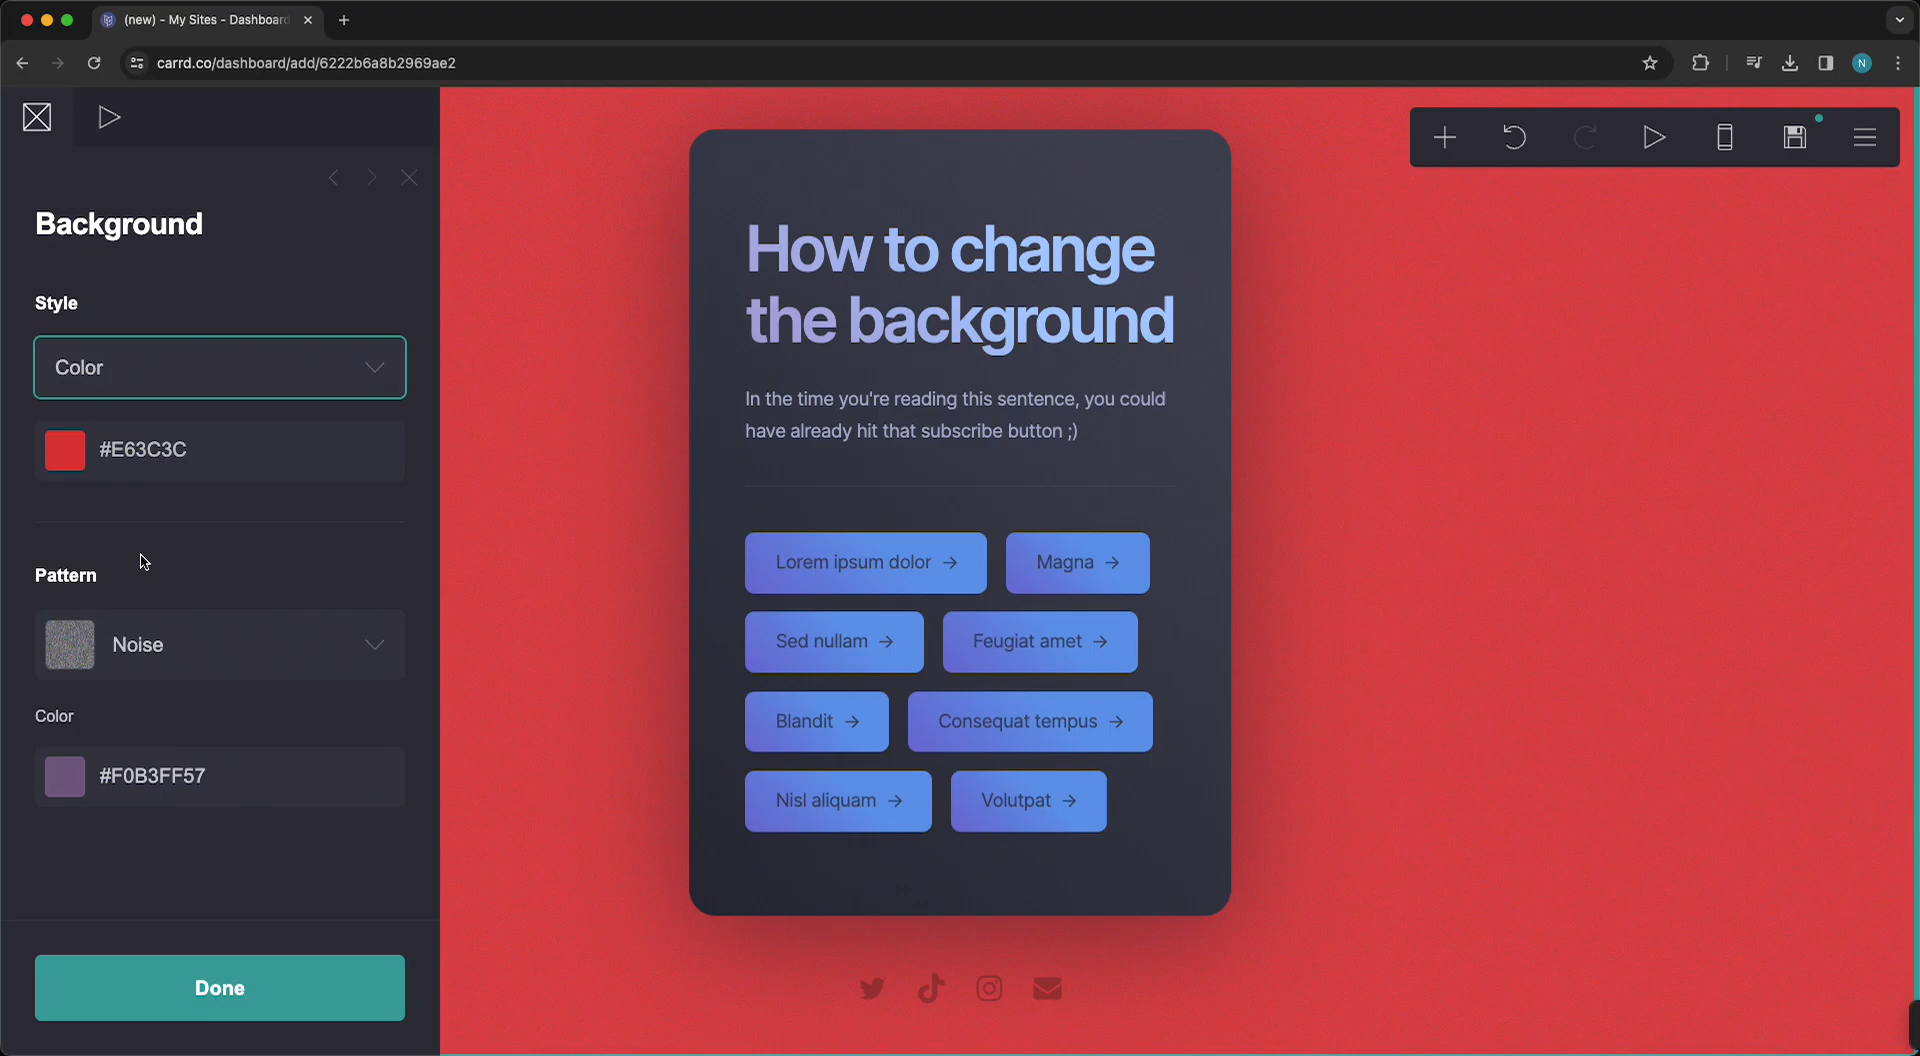 (new) - My Sites - Dashboard
carrd.co/dashboard/add/6222b6a8b2969ae2
N
Background
Style
Color
#E63C3C
Pattern
Noise
Color
#F0B3FF57
Done
How to change
the background
In the time you're reading this sentence, you could
have already hit that subscribe button ;)
Lorem ipsum dolor →
Magna →
Sed nullam →
Feugiat amet →
Blandit →
Consequat tempus →
Nisl aliquam →
Volutpat →